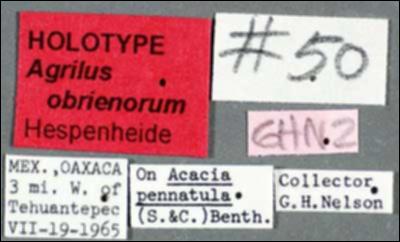 HOLOTYPE
Agrilus
obrienorum
Hespenheide
#50
GHN.2
MEX., OAXACA
3 mi. W. of
Tehuantepec
VII-19-1965
On Acacia
pennatula
(S.&C.) Benth.
Collector
G.H.Nelson